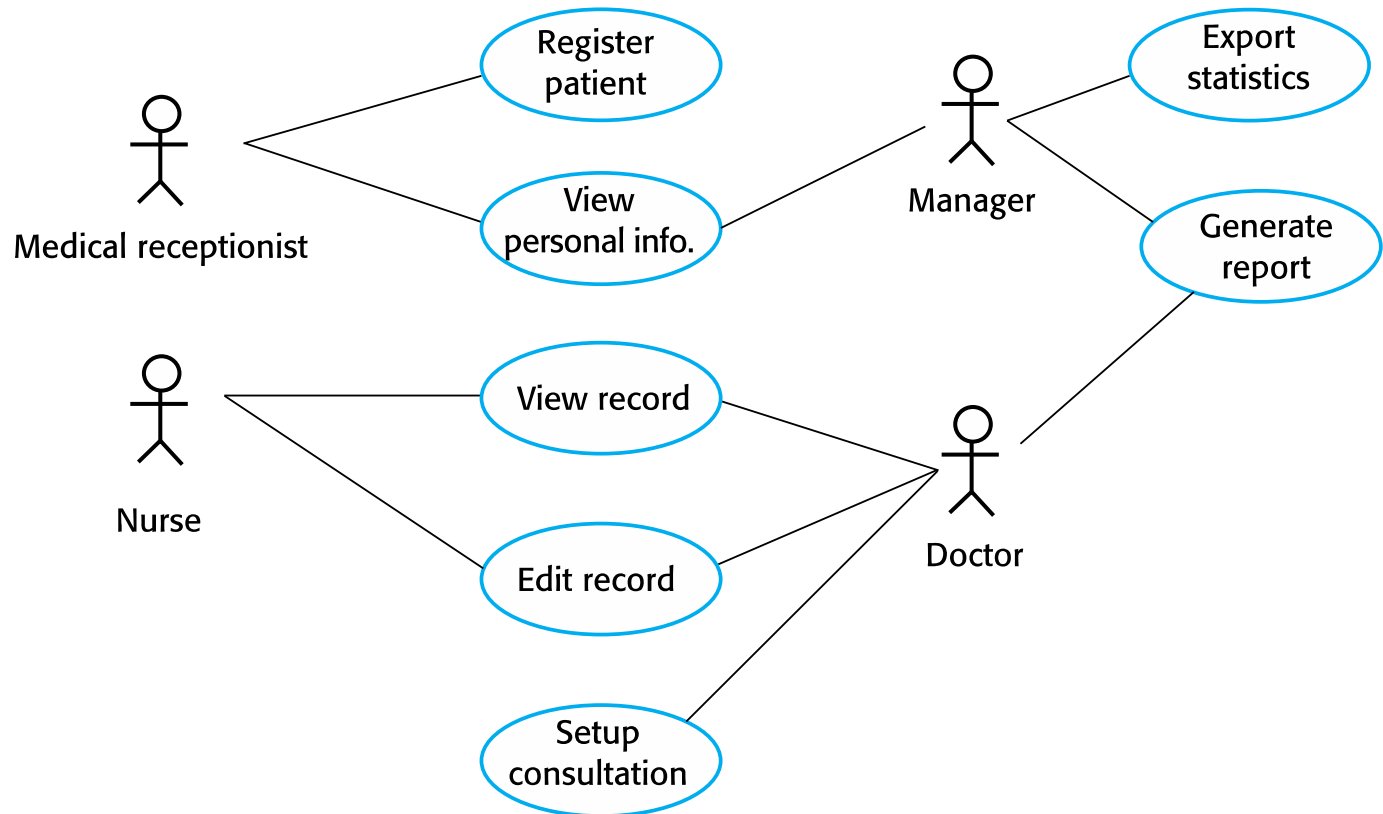 Register
patient
Export
statistics
Medical receptionist
View
personal info.
Manager
Generate
report
Nurse
View record
Edit record
Doctor
Setup
consultation